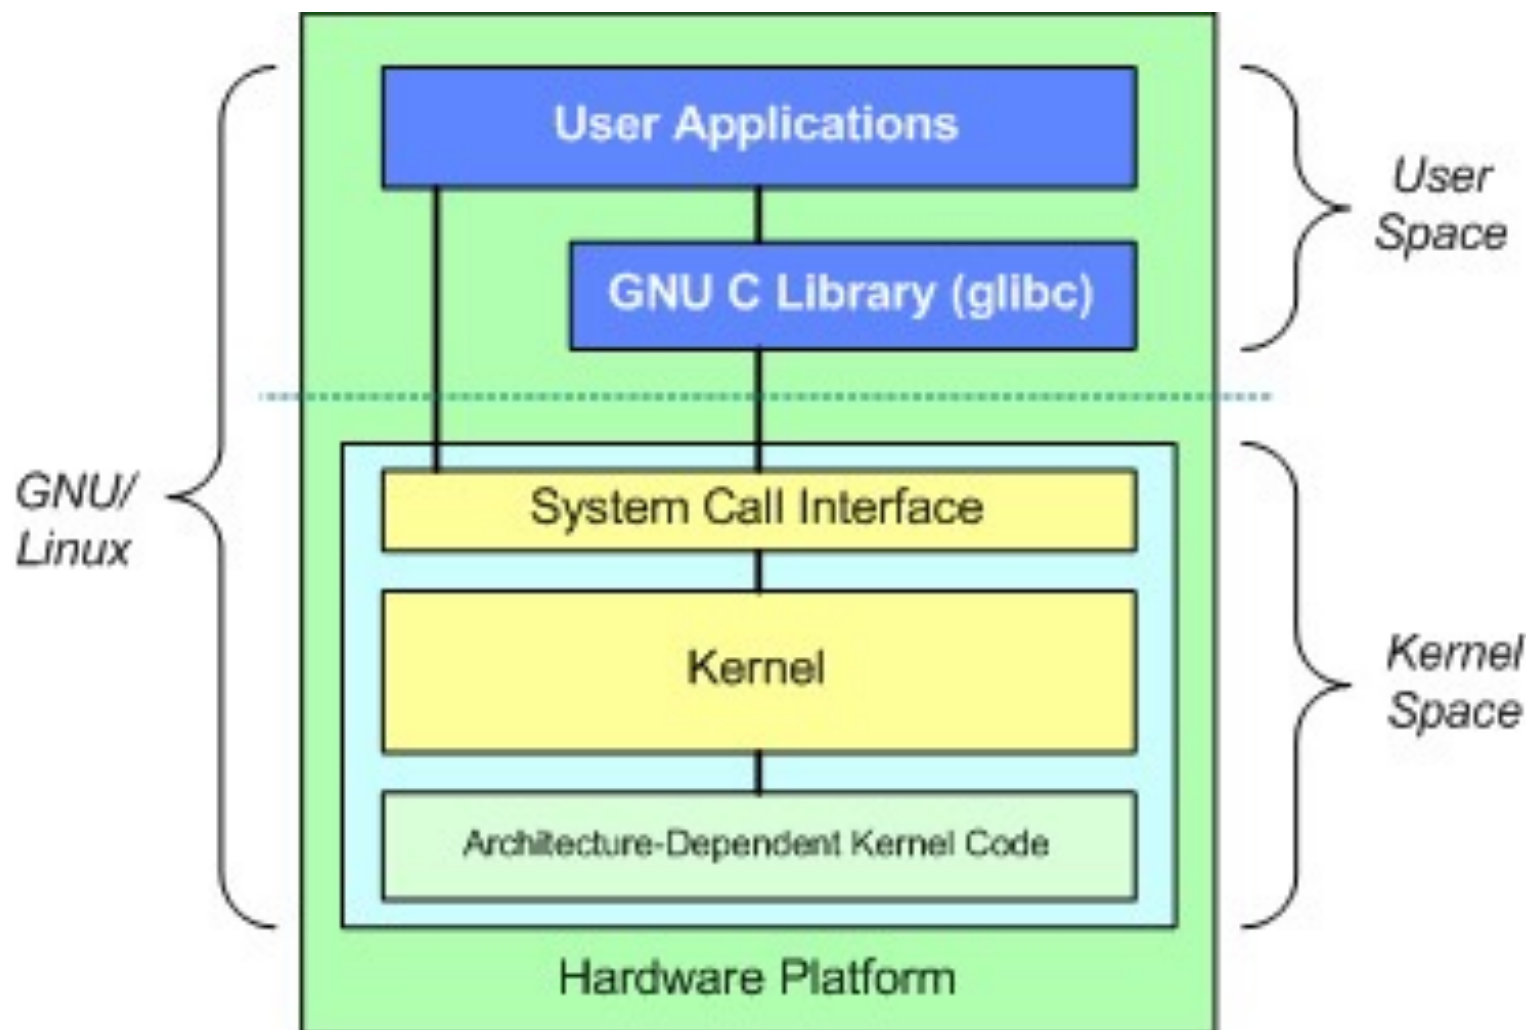 User Applications
User
Space
GNU C Library (glibc)
GNU/
Linux
System Call Interface
Kernel
Kernel
Space
Architecture-Dependent Kernel Code
Hardware Platform